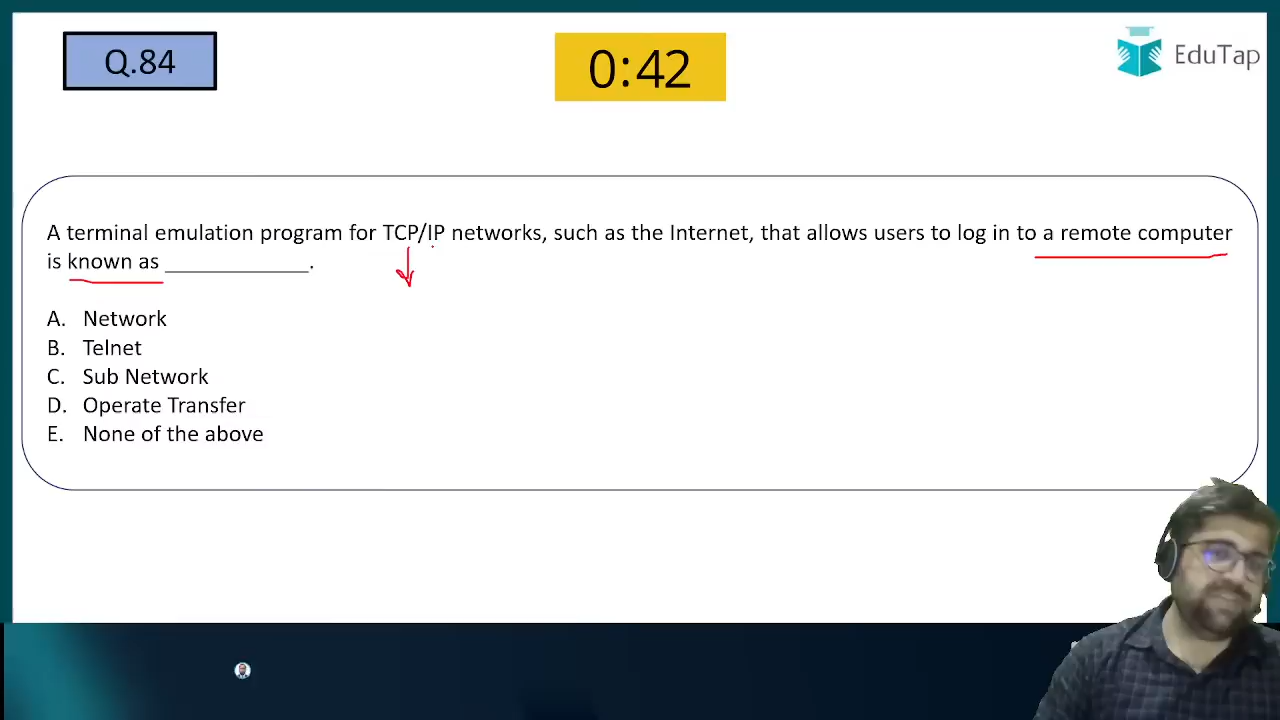 Q.84
0:42
EduTap
A terminal emulation program for TCP/IP networks, such as the Internet, that allows users to log in to a remote computer
is known as _____________.
A. Network
B. Telnet
C. Sub Network
D. Operate Transfer
E. None of the above